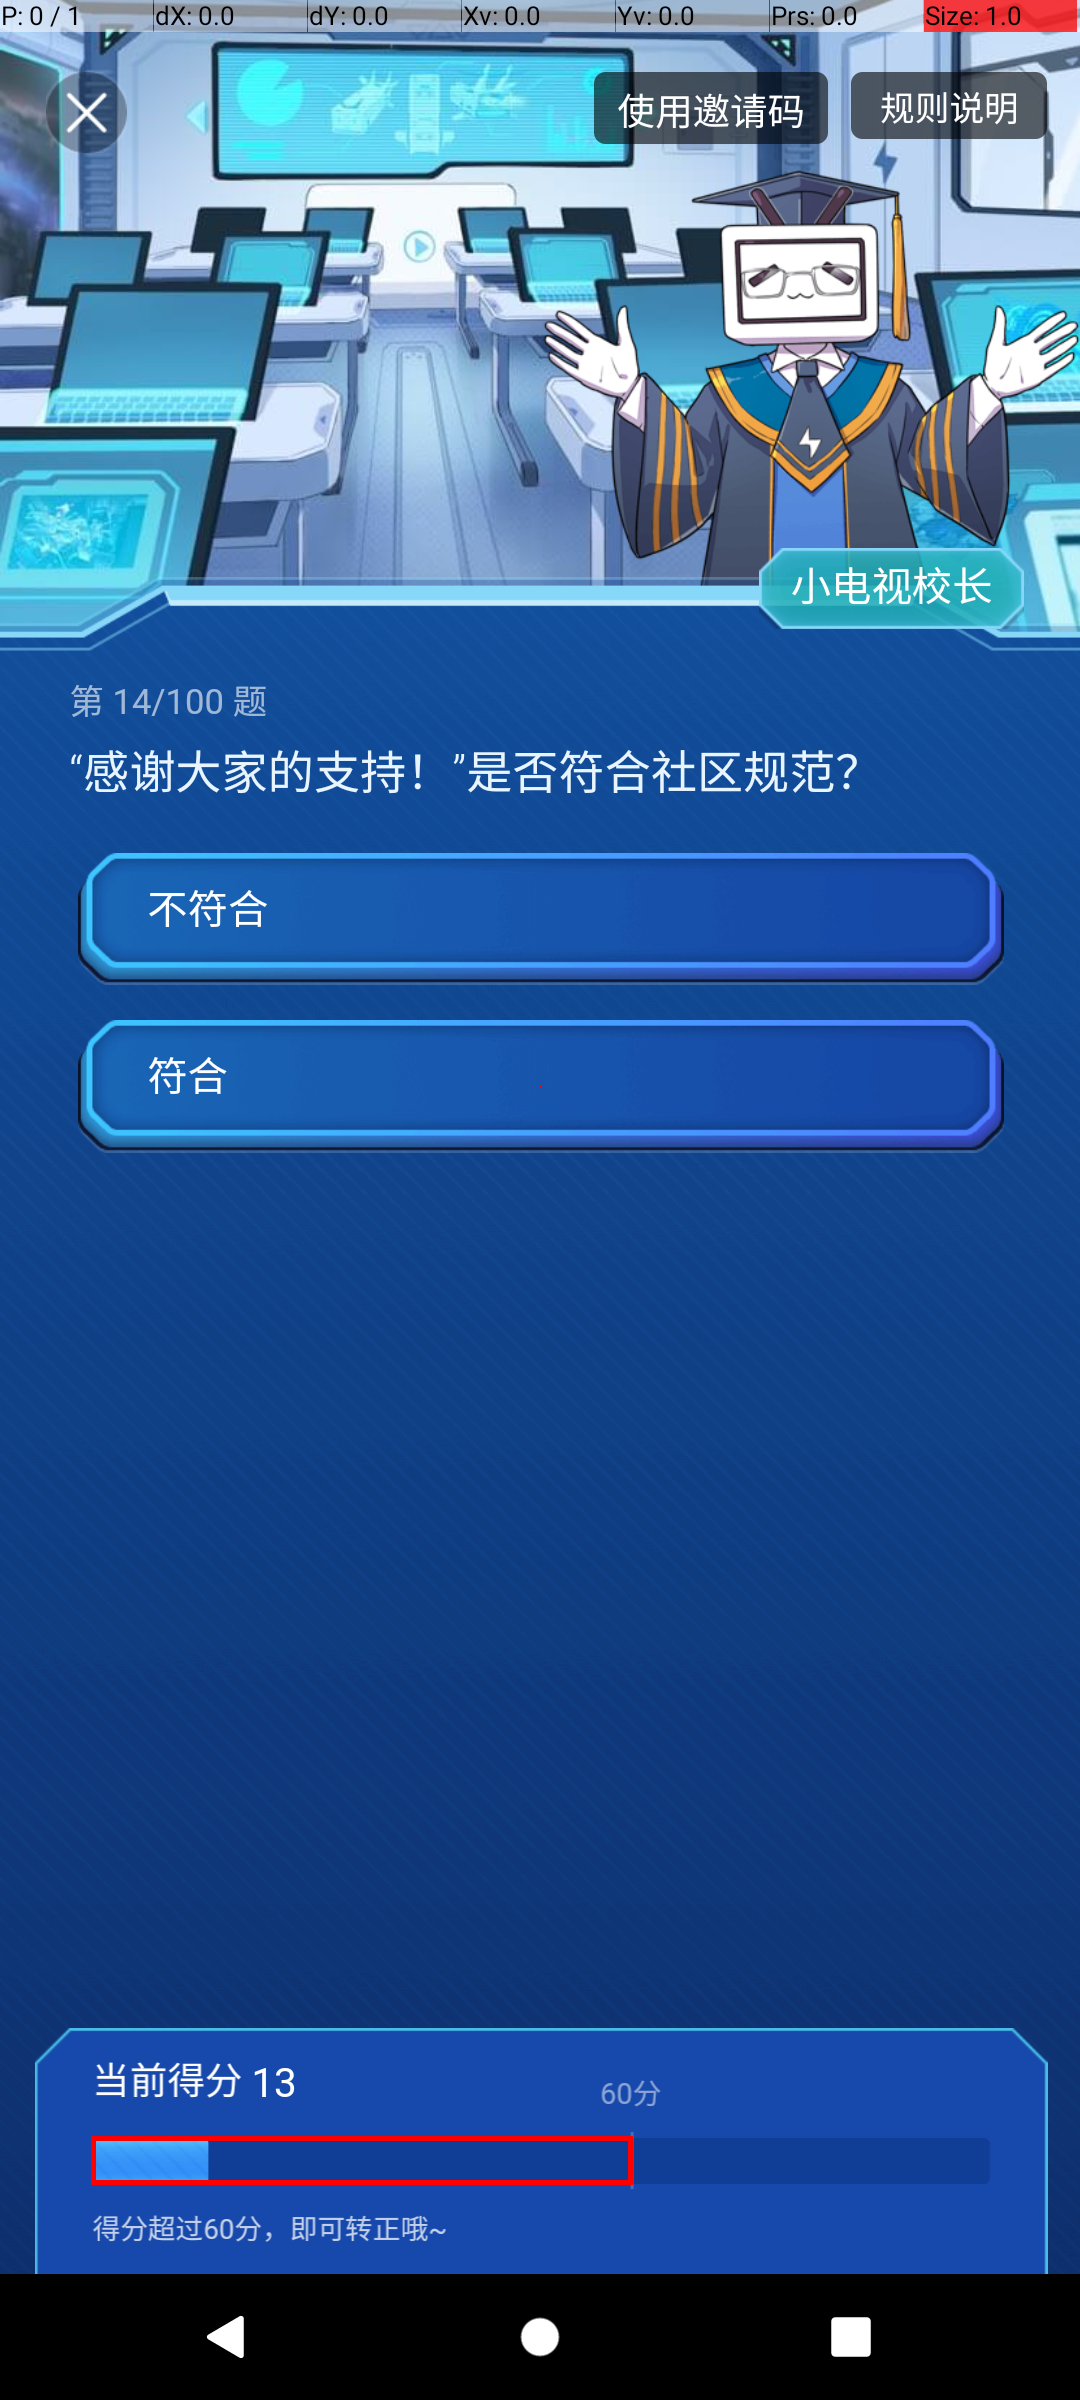 P: 0 / 1 dX: 0.0 dY: 0.0 Xv: 0.0 Yv: 0.0 Prs: 0.0 Size: 1.0
使用邀请码 规则说明
小电视校长
第 14/100 题
“感谢大家的支持！”是否符合社区规范？
不符合
符合
当前得分 13
60分
得分超过60分，即可转正哦~